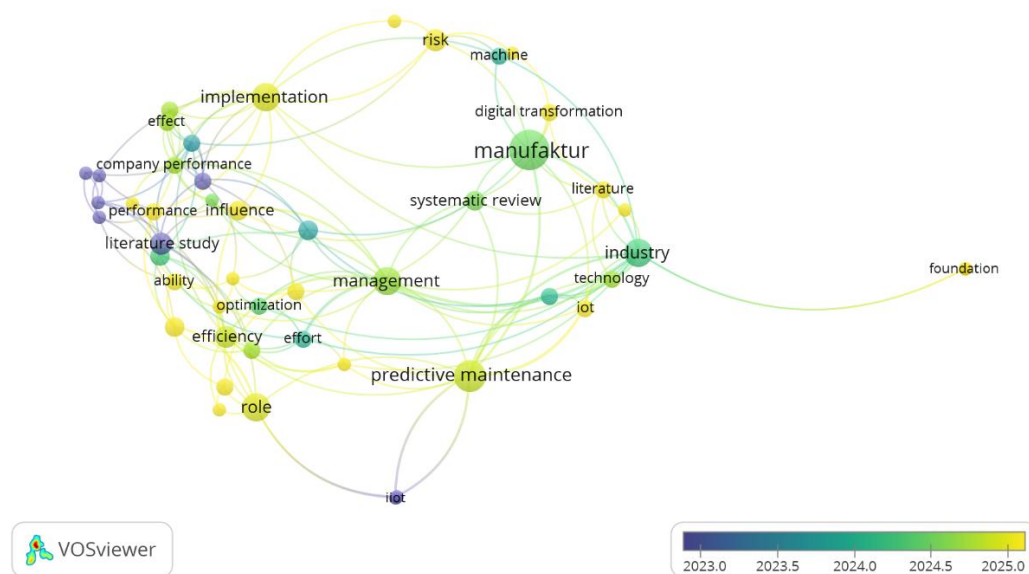 risk
machine
implementation
digital transformation
effect
manufaktur
company performance
literature
systematic review
performance
influence
literature study
industry
foundation
ability
management
technology
optimization
iot
efficiency
effort
predictive maintenance
role
iiot
VOSviewer
2023.0 2023.5 2024.0 2024.5 2025.0